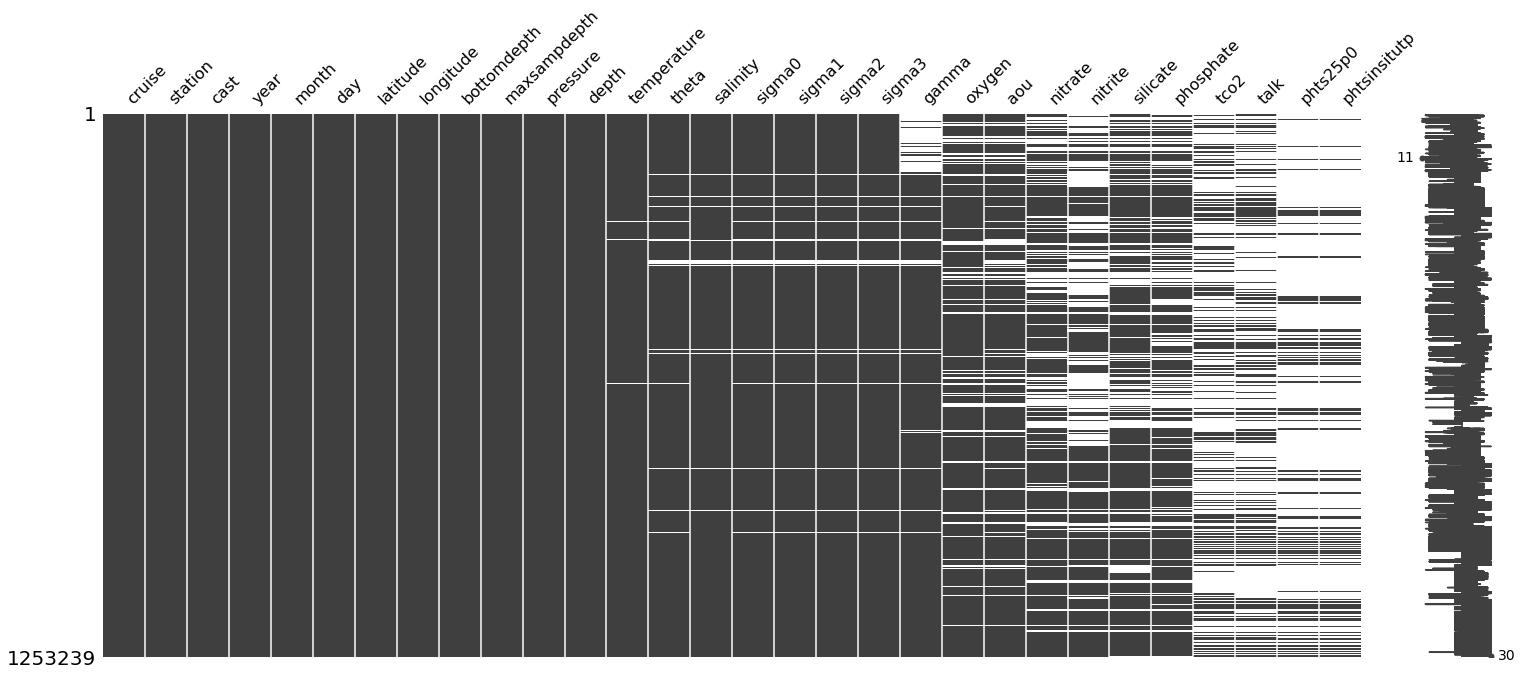 cruise
station
cast
year
month
day
latitude
longitude
bottomdepth
maxsampdepth
pressure
depth
temperature
theta
salinity
sigma0
sigma1
sigma2
sigma3
gamma
oxygen
aou
nitrate
nitrite
silicate
phosphate
tco2
talk
phts25p0
phtsinsitutp
1
11
1253239
30